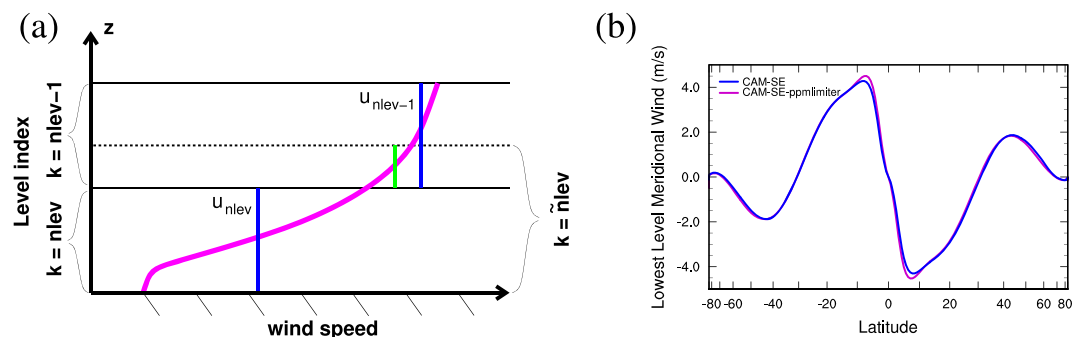 (a)
z
Level index
k = nlev-1
k = nlev
u nlev-1
u nlev
k = ñlev
wind speed
(b)
Lowest Level Meridional Wind (m/s)
CAM-SE
CAM-SE-ppmlimiter
4.0
2.0
0.0
-2.0
-4.0
-80 -60 -40 -20 0 20 40 60 80
Latitude